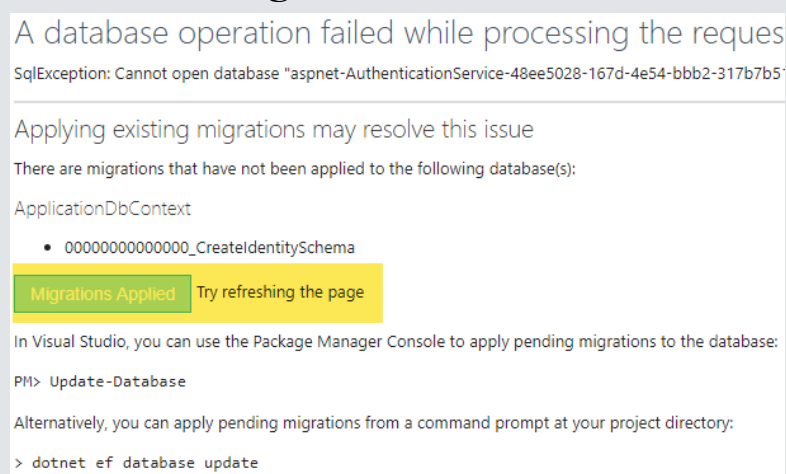 A database operation failed while processing the reques
SqlException: Cannot open database "aspnet-AuthenticationService-48ee5028-167d-4e54-bbb2-317b7b51
Applying existing migrations may resolve this issue
There are migrations that have not been applied to the following database(s):
ApplicationDbContext
• 00000000000000_CreateIdentitySchema
Migrations Applied Try refreshing the page
In Visual Studio, you can use the Package Manager Console to apply pending migrations to the database:
PM> Update-Database
Alternatively, you can apply pending migrations from a command prompt at your project directory:
> dotnet ef database update